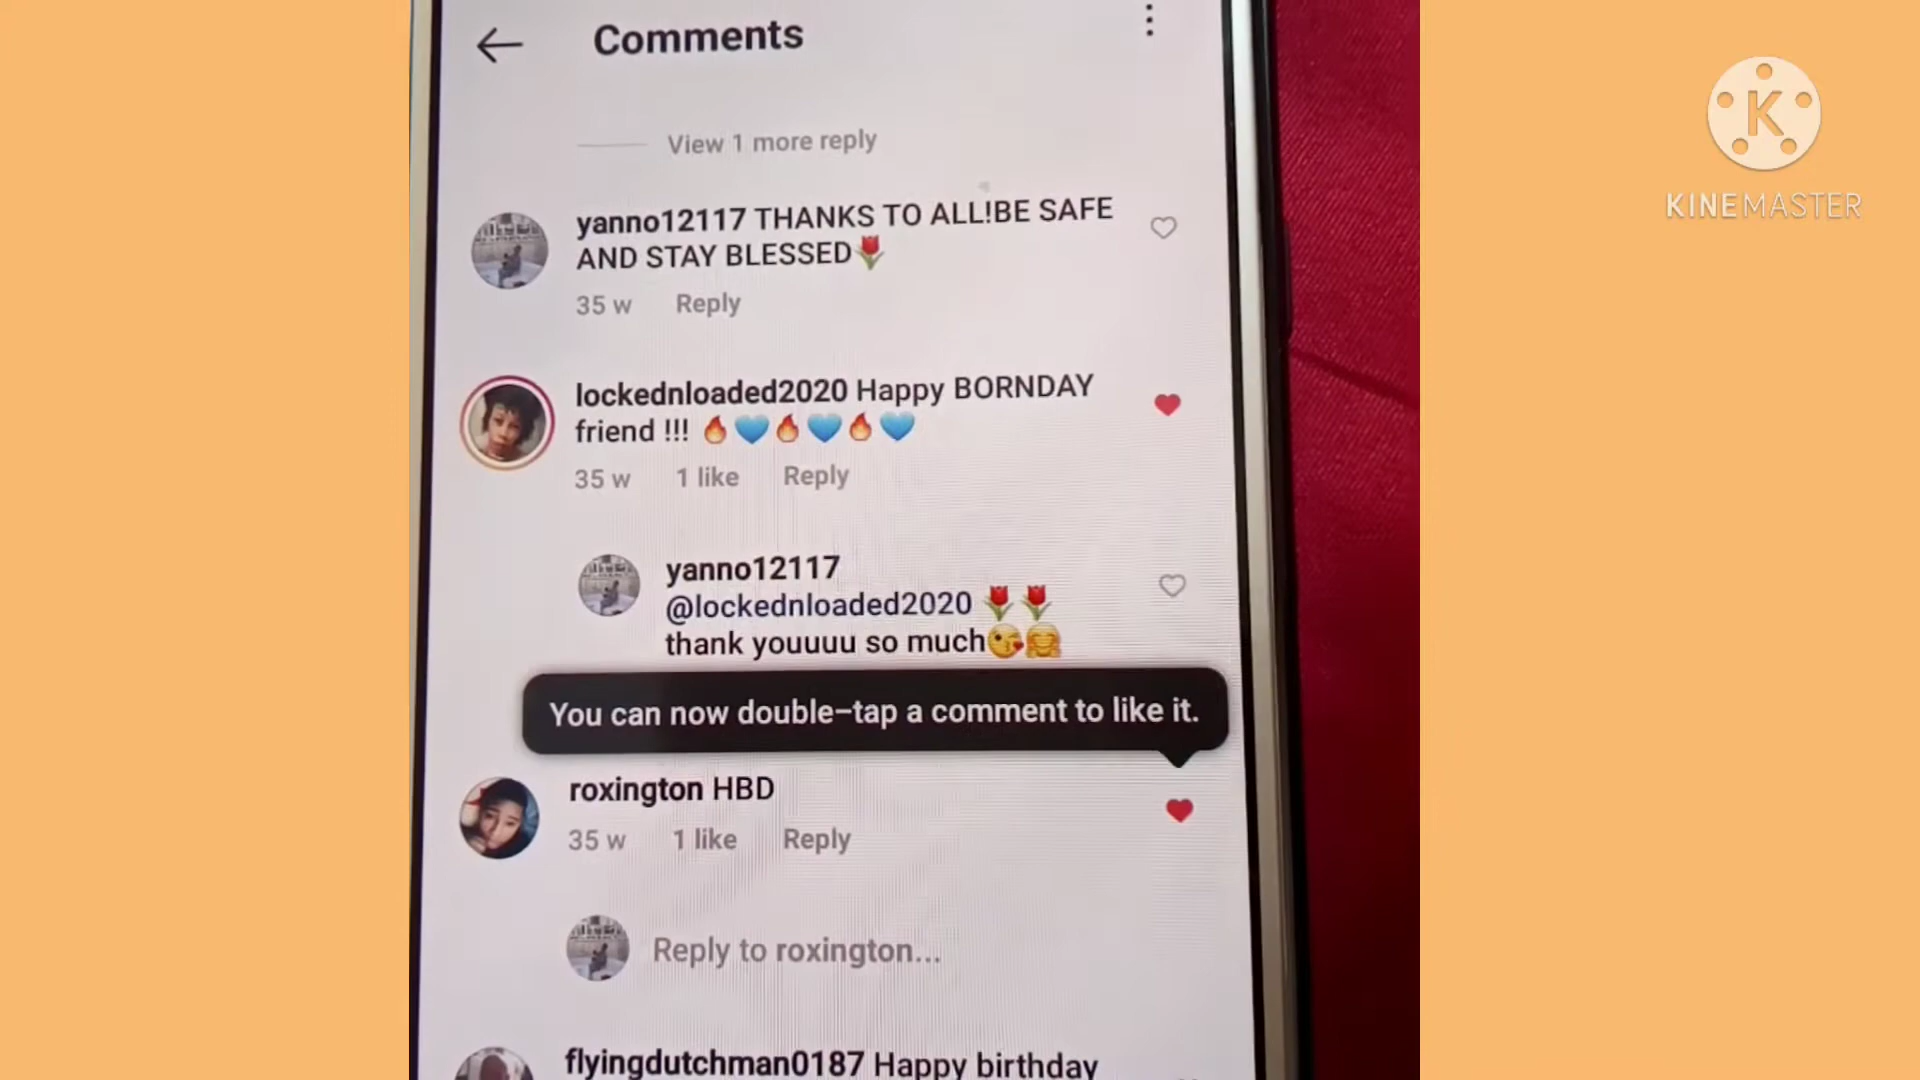 Comments
View 1 more reply
yanno12117 THANKS TO ALL!BE SAFE
AND STAY BLESSED🌷
35 w Reply
lockednloaded2020 Happy BORNDAY
friend !!! 🔥💙🔥💙🔥💙
35 w 1 like Reply
yanno12117
@lockednloaded2020 🌷🌷
thank youuuu so much😘🤗
You can now double-tap a comment to like it.
roxington HBD
35 w 1 like Reply
Reply to roxington...
flyingdutchman0187 Happy birthday
K
KINEMASTER